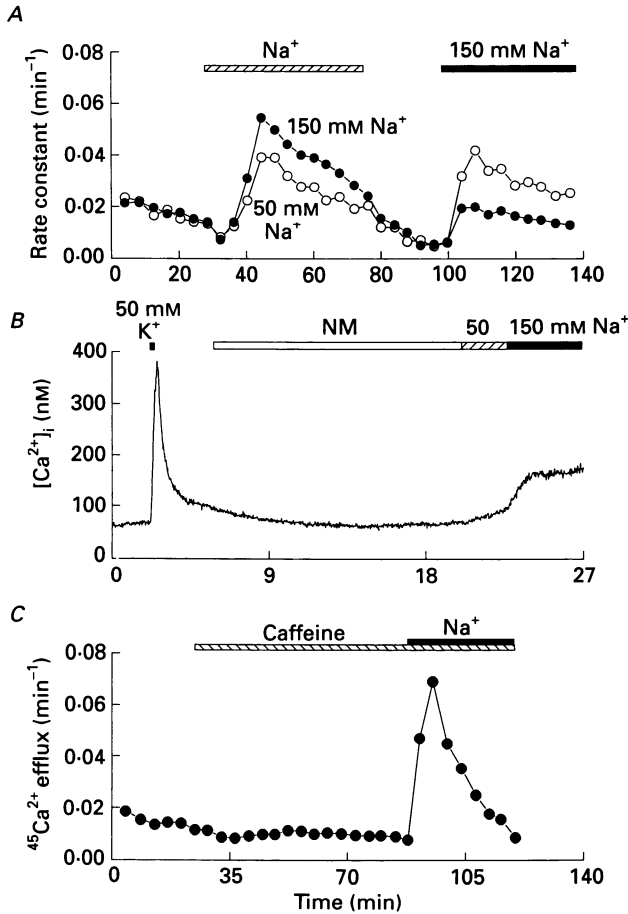 A
Na⁺
150 mM Na⁺
Rate constant (min⁻¹)
0·08
0·06
0·04
0·02
0·00
150 mM Na⁺
50 mM
Na⁺
0 20 40 60 80 100 120 140
B
50 mM
K⁺
NM
50
150 mM Na⁺
[Ca²⁺]i (nM)
400
300
200
100
0
0 9 18 27
C
Caffeine
Na⁺
⁴⁵Ca²⁺ efflux (min⁻¹)
0·08
0·06
0·04
0·02
0·00
0 35 70 105 140
Time (min)